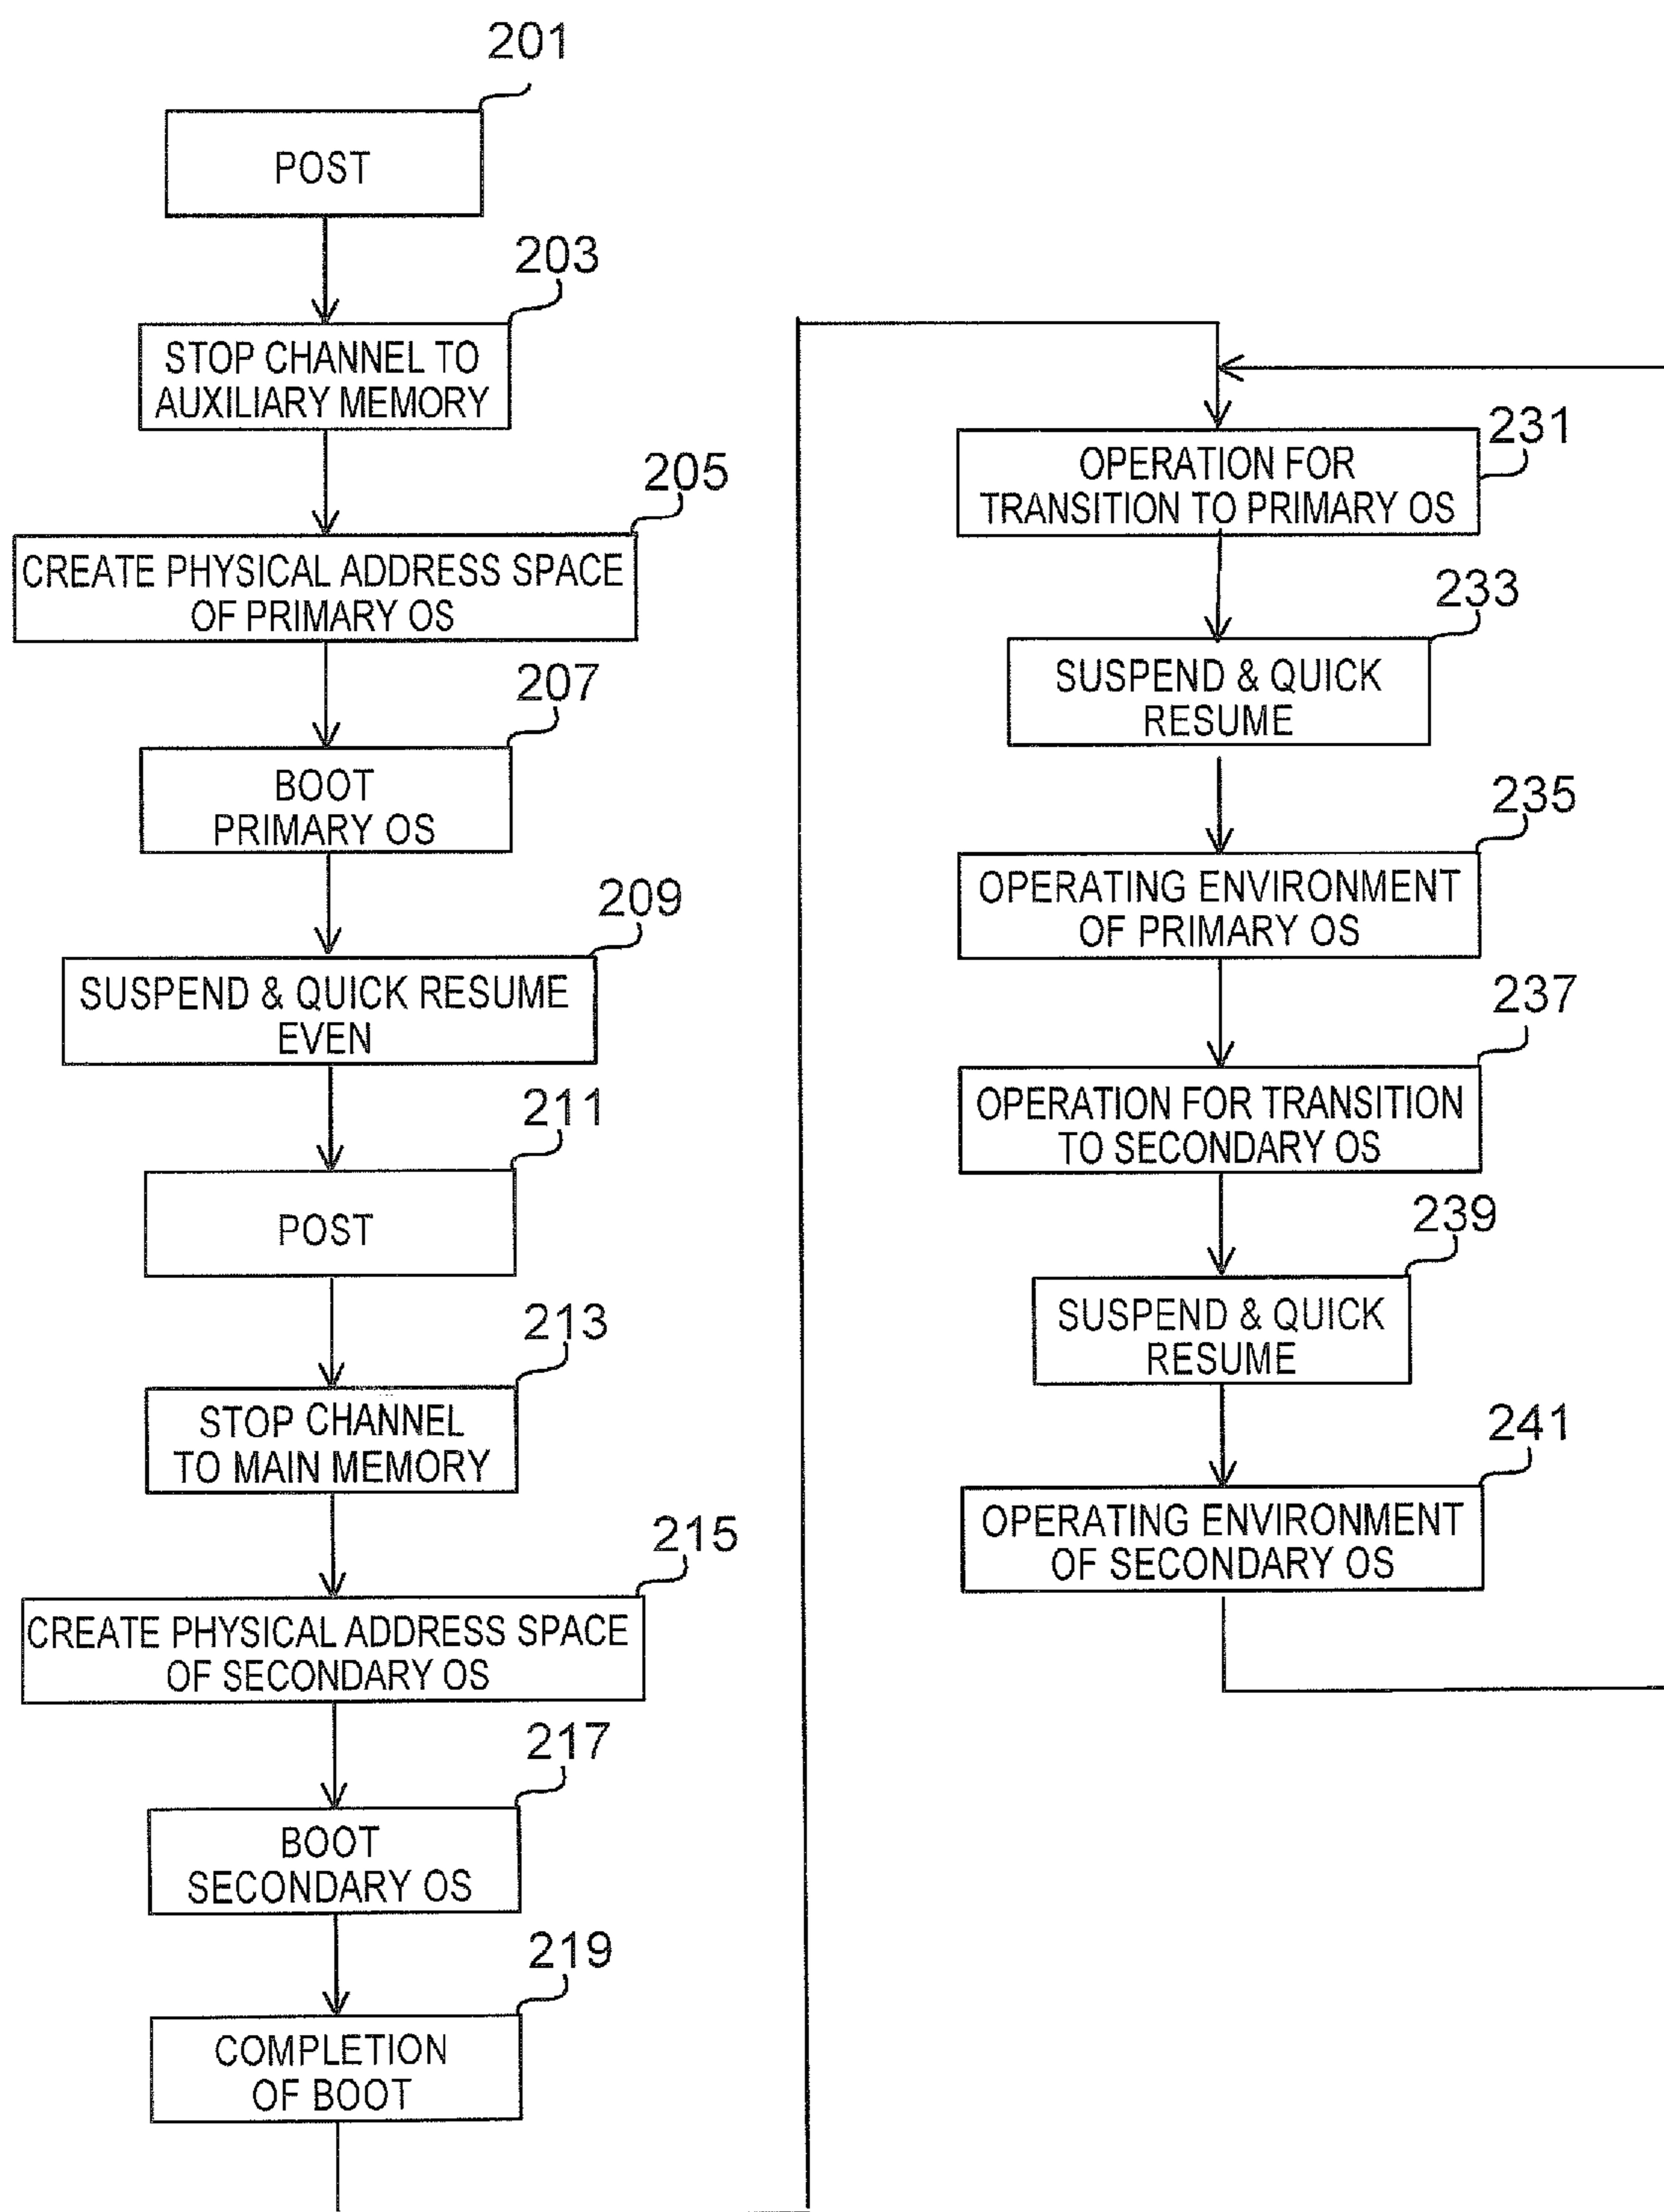 201
POST
203
STOP CHANNEL TO
AUXILIARY MEMORY
205
CREATE PHYSICAL ADDRESS SPACE
OF PRIMARY OS
207
BOOT
PRIMARY OS
209
SUSPEND & QUICK RESUME
EVEN
211
POST
213
STOP CHANNEL
TO MAIN MEMORY
215
CREATE PHYSICAL ADDRESS SPACE
OF SECONDARY OS
217
BOOT
SECONDARY OS
219
COMPLETION
OF BOOT
231
OPERATION FOR
TRANSITION TO PRIMARY OS
233
SUSPEND & QUICK
RESUME
235
OPERATING ENVIRONMENT
OF PRIMARY OS
237
OPERATION FOR TRANSITION
TO SECONDARY OS
239
SUSPEND & QUICK
RESUME
241
OPERATING ENVIRONMENT
OF SECONDARY OS